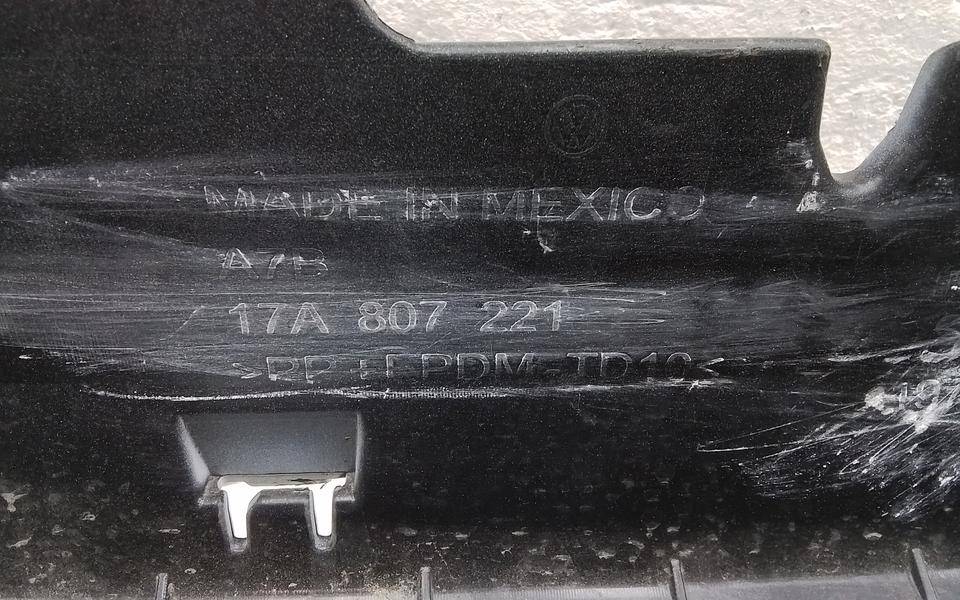 MADE IN MEXICO
A7B
17A 807 221
>PP+EPDM-TD10<